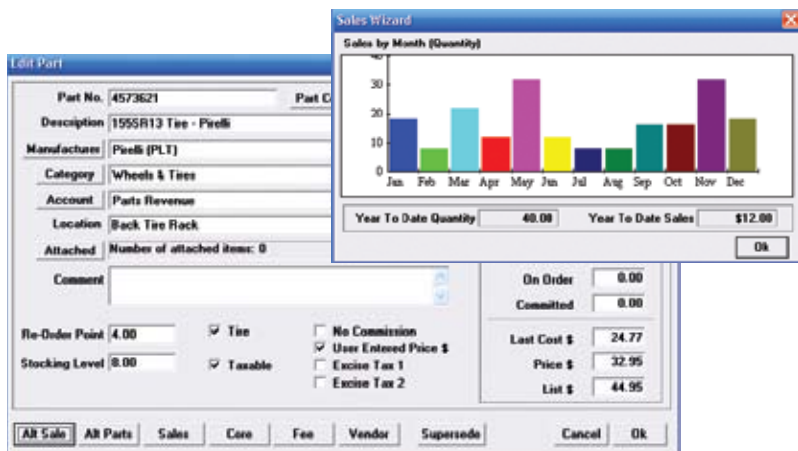 Sales Wizard
Sales by Month (Quantity)
40
30
20
10
0
Jan Feb Mar Apr May Jun Jul Aug Sep Oct Nov Dec
Year To Date Quantity 40.00 Year To Date Sales $12.00
Ok
Edit Part
Part No. 4573621 Part
Description 155SR13 Tire - Pirelli
Manufacturer Pirelli (PLT)
Category Wheels & Tires
Account Parts Revenue
Location Back Tire Rack
Attached Number of attached items: 0
Comment
On Order 0.00
Committed 0.00
Re-Order Point 4.00 Tire No Commission
Stocking Level 8.00 Taxable User Entered Price $
Excise Tax 1
Excise Tax 2
Last Cost $ 24.77
Price $ 32.95
List $ 44.95
Alt Sale Alt Parts Sales Core Fee Vendor Supersede Cancel Ok